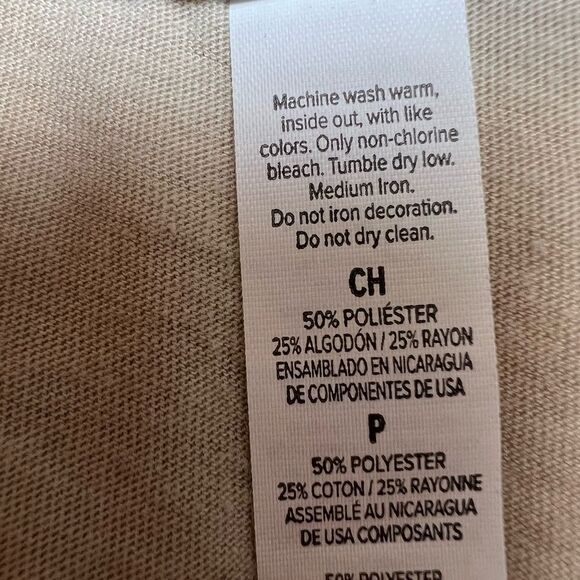 Machine wash warm,
inside out, with like
colors. Only non-chlorine
bleach. Tumble dry low.
Medium Iron.
Do not iron decoration.
Do not dry clean.
CH
50% POLIÉSTER
25% ALGODÓN / 25% RAYON
ENSAMBLADO EN NICARAGUA
DE COMPONENTES DE USA
P
50% POLYESTER
25% COTON / 25% RAYONNE
ASSEMBLÉ AU NICARAGUA
DE USA COMPOSANTS
50% POLYESTER